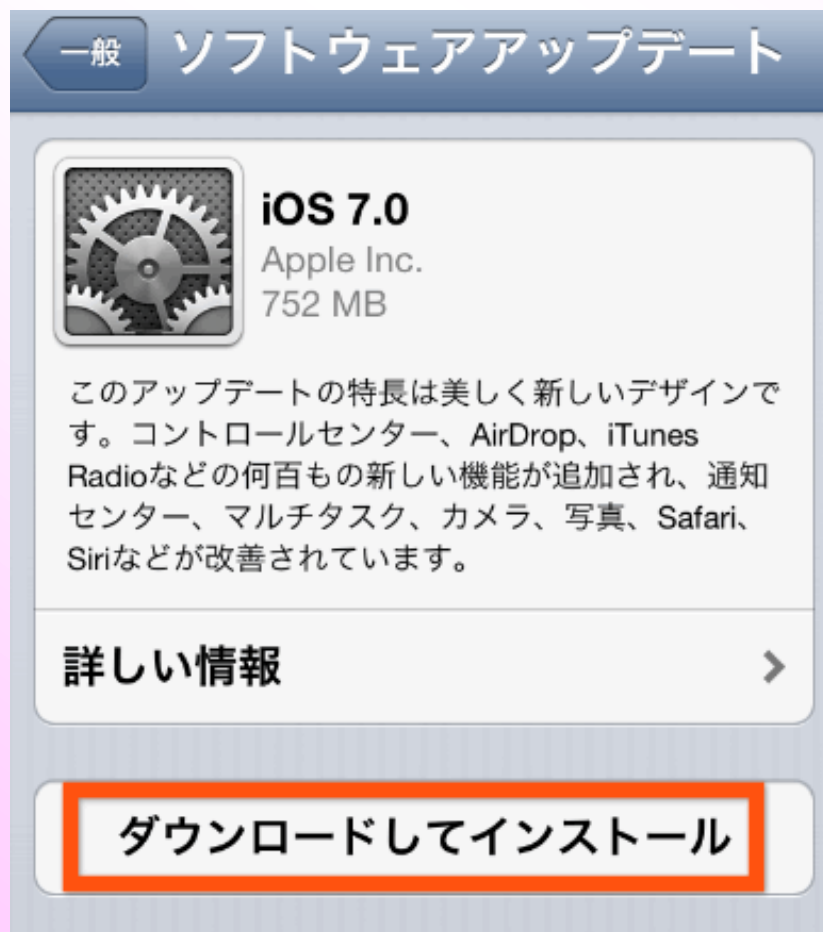 一般
ソフトウェアアップデート
iOS 7.0
Apple Inc.
752 MB
このアップデートの特長は美しく新しいデザインで
す。コントロールセンター、AirDrop、iTunes
Radioなどの何百もの新しい機能が追加され、通知
センター、マルチタスク、カメラ、写真、Safari、
Siriなどが改善されています。
詳しい情報
ダウンロードしてインストール